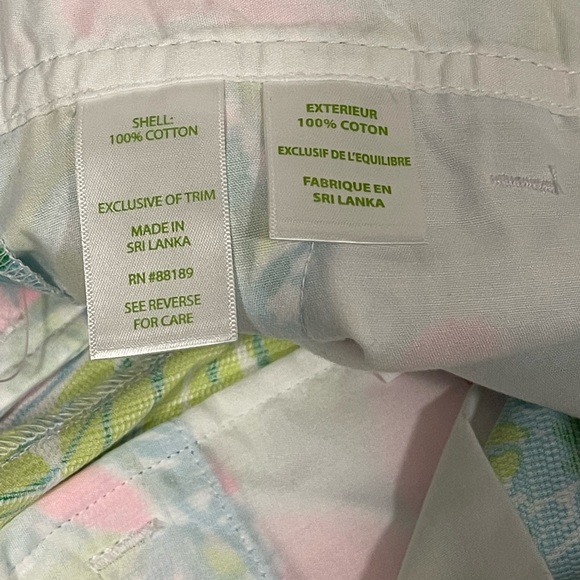 SHELL:
100% COTTON
EXCLUSIVE OF TRIM
MADE IN
SRI LANKA
RN #88189
SEE REVERSE
FOR CARE
EXTERIEUR
100% COTON
EXCLUSIF DE L'EQUILIBRE
FABRIQUE EN
SRI LANKA